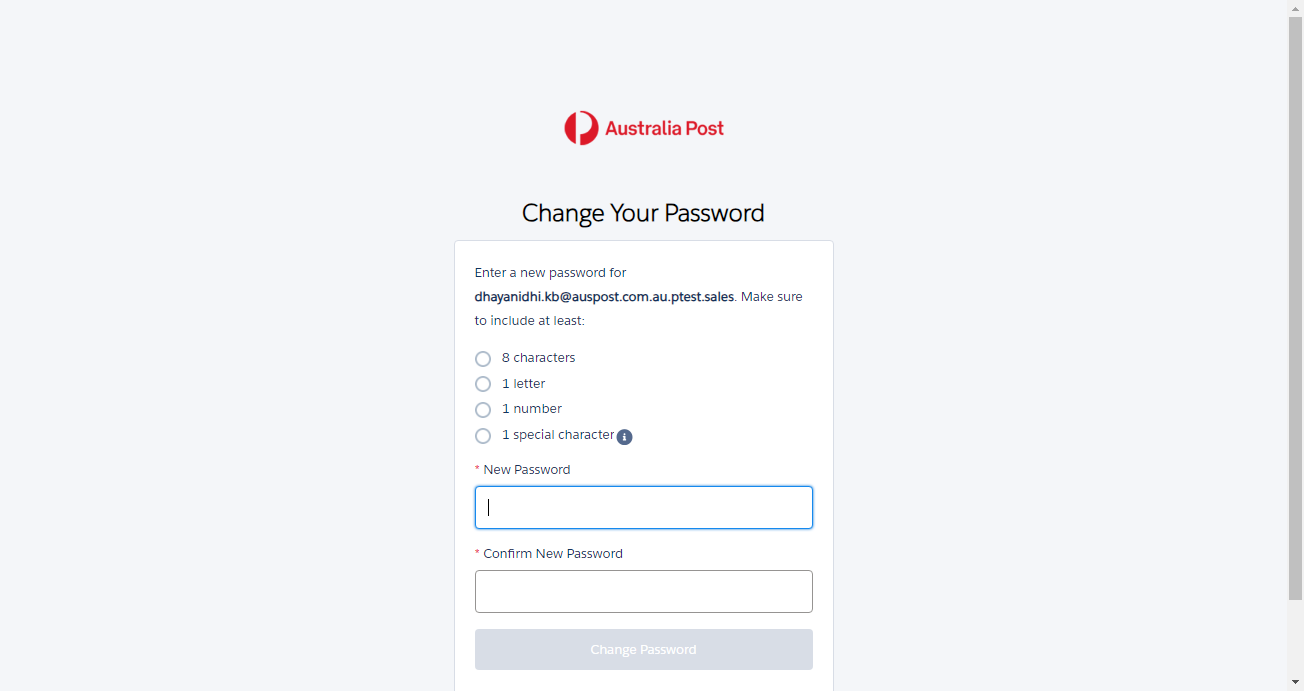 Australia Post
Change Your Password
Enter a new password for
dhayanidhi.kb@auspost.com.au.ptest.sales. Make sure
to include at least:
8 characters
1 letter
1 number
1 special character
* New Password
* Confirm New Password
Change Password